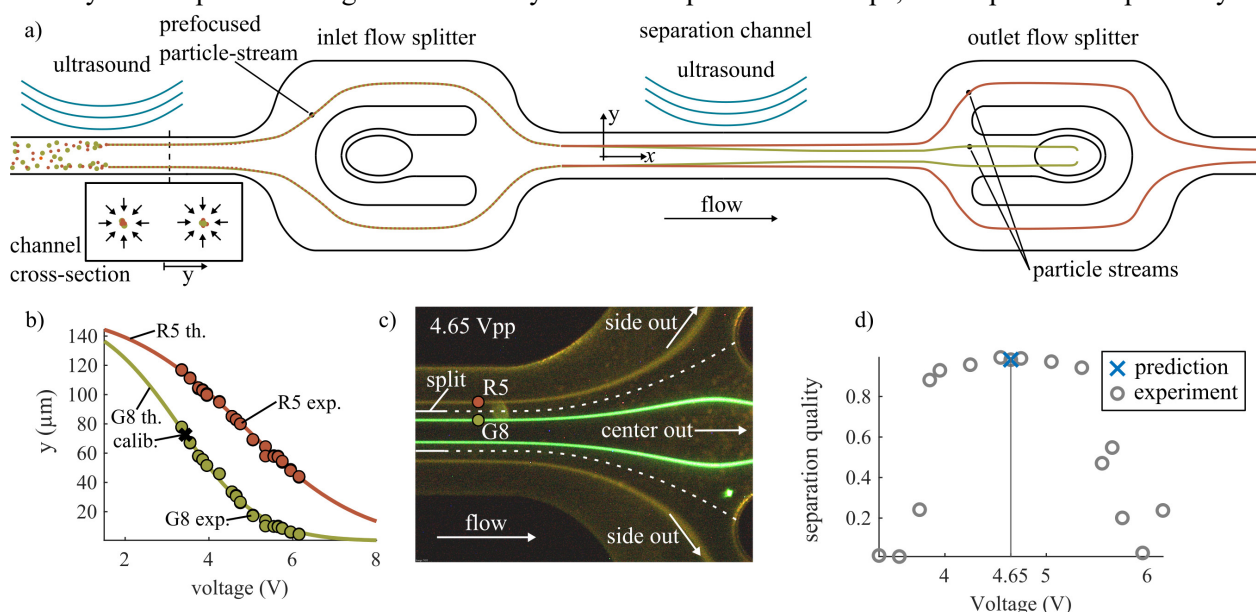 a)
prefocused
particle-stream
inlet flow splitter
separation channel
outlet flow splitter
ultrasound
ultrasound
y
x
flow
channel
cross-section
y
particle streams
b)
140
120
100
80
60
40
20
y (µm)
R5 th.
G8 th.
calib.
R5 exp.
G8 exp.
2
4
6
8
voltage (V)
c)
4.65 Vpp
side out
split
R5
G8
center out
flow
side out
d)
separation quality
0.8
0.6
0.4
0.2
4
4.65
5
6
Voltage (V)
prediction
experiment